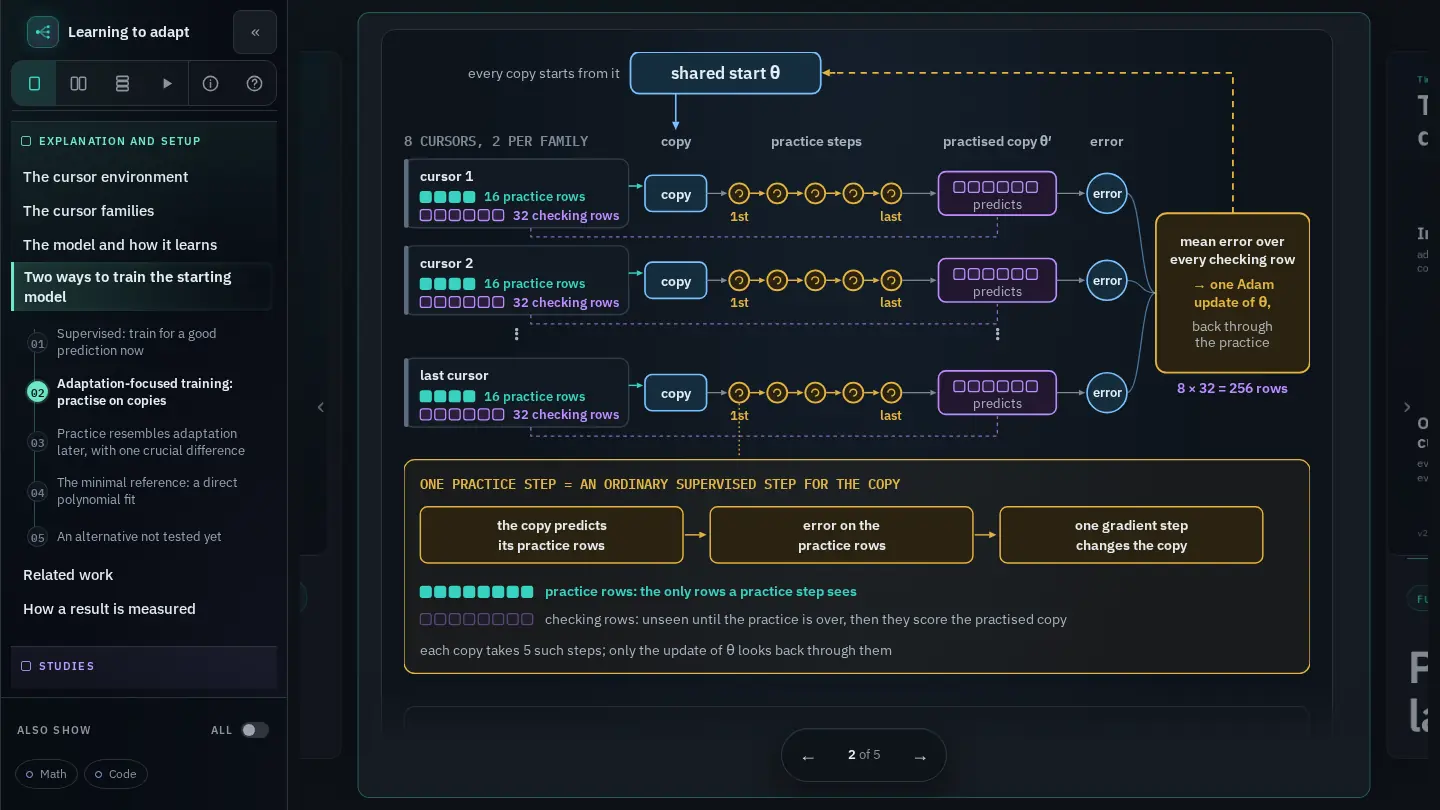 Learning to adapt
«
EXPLANATION AND SETUP
The cursor environment
The cursor families
The model and how it learns
Two ways to train the starting
model
01 Supervised: train for a good
prediction now
02 Adaptation-focused training:
practise on copies
03 Practice resembles adaptation
later, with one crucial difference
04 The minimal reference: a direct
polynomial fit
05 An alternative not tested yet
Related work
How a result is measured
STUDIES
ALSO SHOW
ALL
Math
Code
every copy starts from it
shared start θ
8 CURSORS, 2 PER FAMILY
copy
practice steps
practised copy θ′
error
cursor 1
16 practice rows
32 checking rows
copy
1st
last
predicts
error
cursor 2
16 practice rows
32 checking rows
copy
1st
last
predicts
error
last cursor
16 practice rows
32 checking rows
copy
1st
last
predicts
error
mean error over
every checking row
→ one Adam
update of θ,
back through
the practice
8 × 32 = 256 rows
ONE PRACTICE STEP = AN ORDINARY SUPERVISED STEP FOR THE COPY
the copy predicts
its practice rows
error on the
practice rows
one gradient step
changes the copy
practice rows: the only rows a practice step sees
checking rows: unseen until the practice is over, then they score the practised copy
each copy takes 5 such steps; only the update of θ looks back through them
← 2 of 5 →